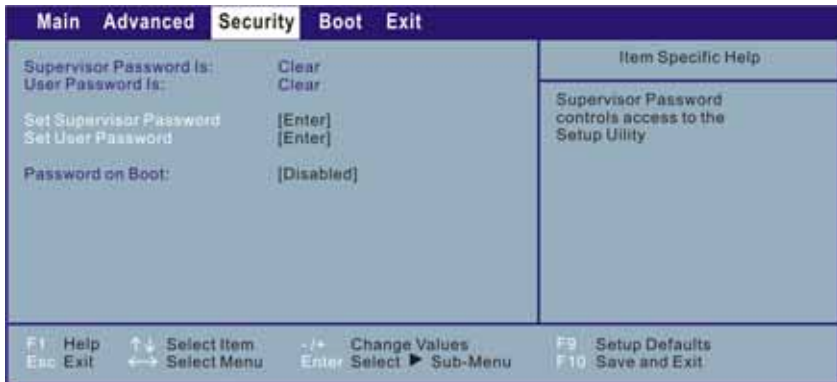 Main Advanced Security Boot Exit
Supervisor Password Is: Clear
User Password Is: Clear
Set Supervisor Password [Enter]
Set User Password [Enter]
Password on Boot: [Disabled]
Item Specific Help
Supervisor Password
controls access to the
Setup Uility
F1 Help ↑↓ Select Item -/+ Change Values F9 Setup Defaults
Esc Exit ←→ Select Menu Enter Select ▶ Sub-Menu F10 Save and Exit